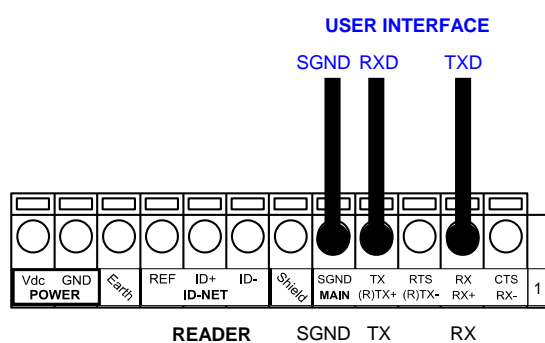 USER INTERFACE
SGND RXD TXD
Vdc GND Earth REF ID+ ID- Shield SGND TX RTS RX CTS 1
POWER ID-NET MAIN (R)TX+ (R)TX- RX+ RX-
READER SGND TX RX